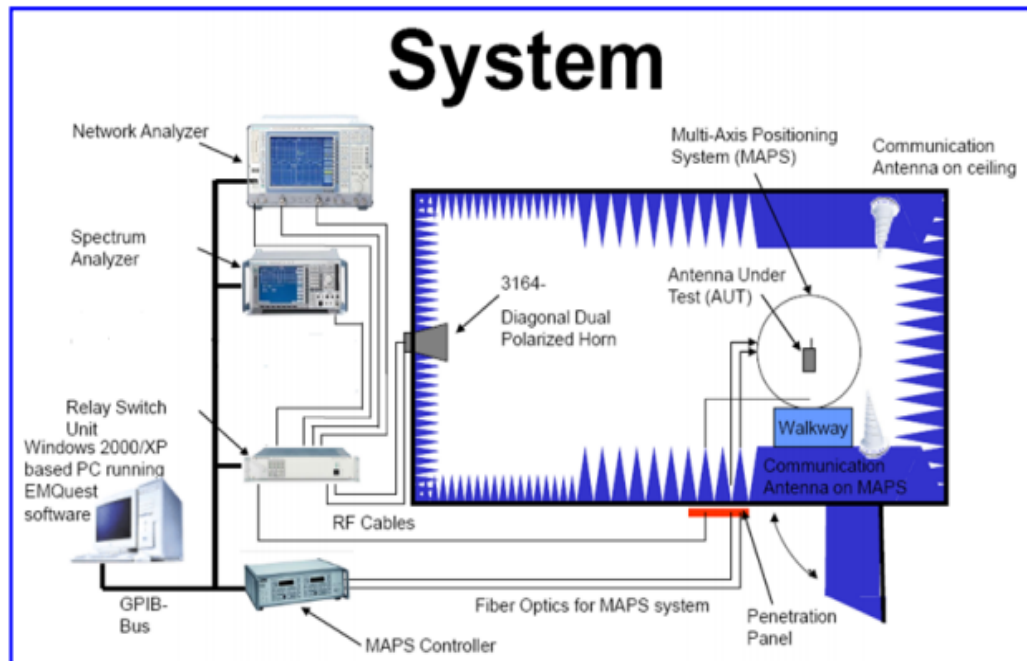 System
Network Analyzer
Multi-Axis Positioning
System (MAPS)
Communication
Antenna on ceiling
Spectrum
Analyzer
3164-
Diagonal Dual
Polarized Horn
Antenna Under
Test (AUT)
Relay Switch
Unit
Windows 2000/XP
based PC running
EMQuest
software
Walkway
Communication
Antenna on MAPS
RF Cables
GPIB-
Bus
Fiber Optics for MAPS system
Penetration
Panel
MAPS Controller